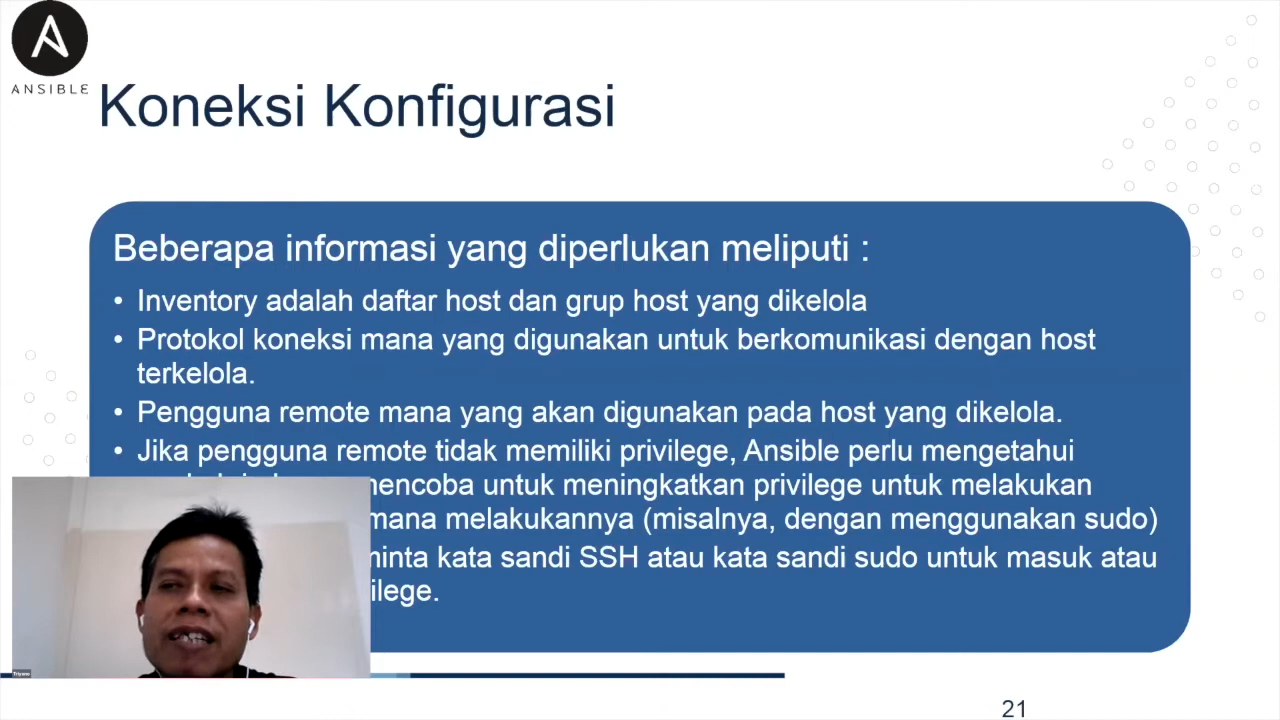 ANSIBLE
Koneksi Konfigurasi
Beberapa informasi yang diperlukan meliputi :
• Inventory adalah daftar host dan grup host yang dikelola
• Protokol koneksi mana yang digunakan untuk berkomunikasi dengan host
terkelola.
• Pengguna remote mana yang akan digunakan pada host yang dikelola.
• Jika pengguna remote tidak memiliki privilege, Ansible perlu mengetahui
mencoba untuk meningkatkan privilege untuk melakukan
mana melakukannya (misalnya, dengan menggunakan sudo)
minta kata sandi SSH atau kata sandi sudo untuk masuk atau
ilege.
Triyono
21